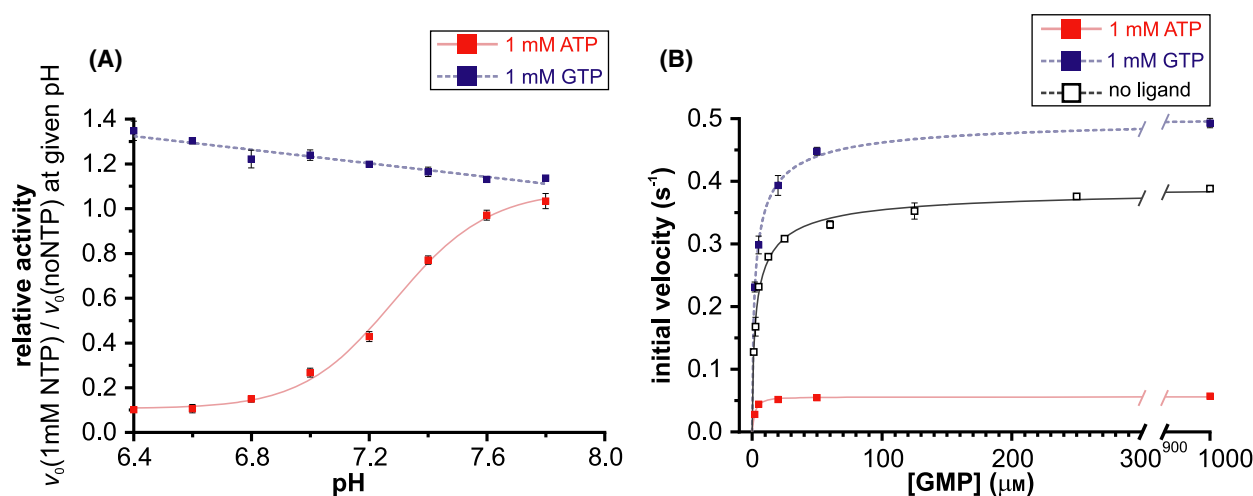 (A)
1 mM ATP
1 mM GTP
relative activity
v₀(1mM NTP) / v₀(noNTP) at given pH
1.4
1.2
1.0
0.8
0.6
0.4
0.2
0.0
6.4
6.8
7.2
7.6
8.0
pH
(B)
1 mM ATP
1 mM GTP
no ligand
initial velocity (s⁻¹)
0.5
0.4
0.3
0.2
0.1
0.0
0
100
200
300
900
1000
[GMP] (μM)